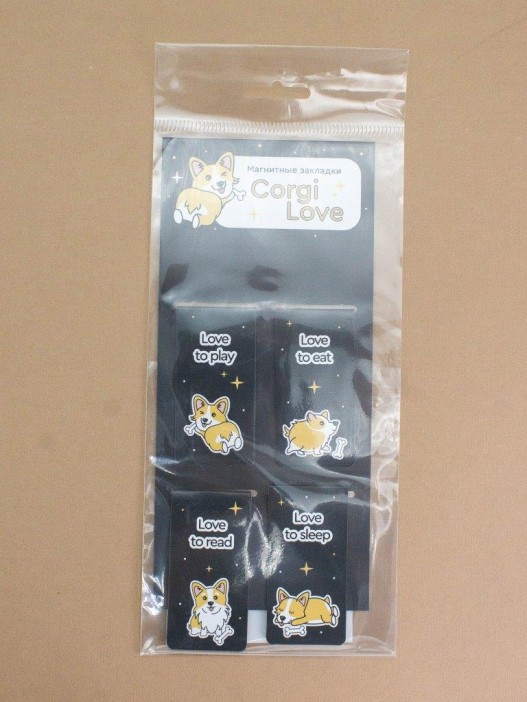 Магнитные закладки
Corgi
Love
Love
to play
Love
to eat
Love
to read
Love
to sleep